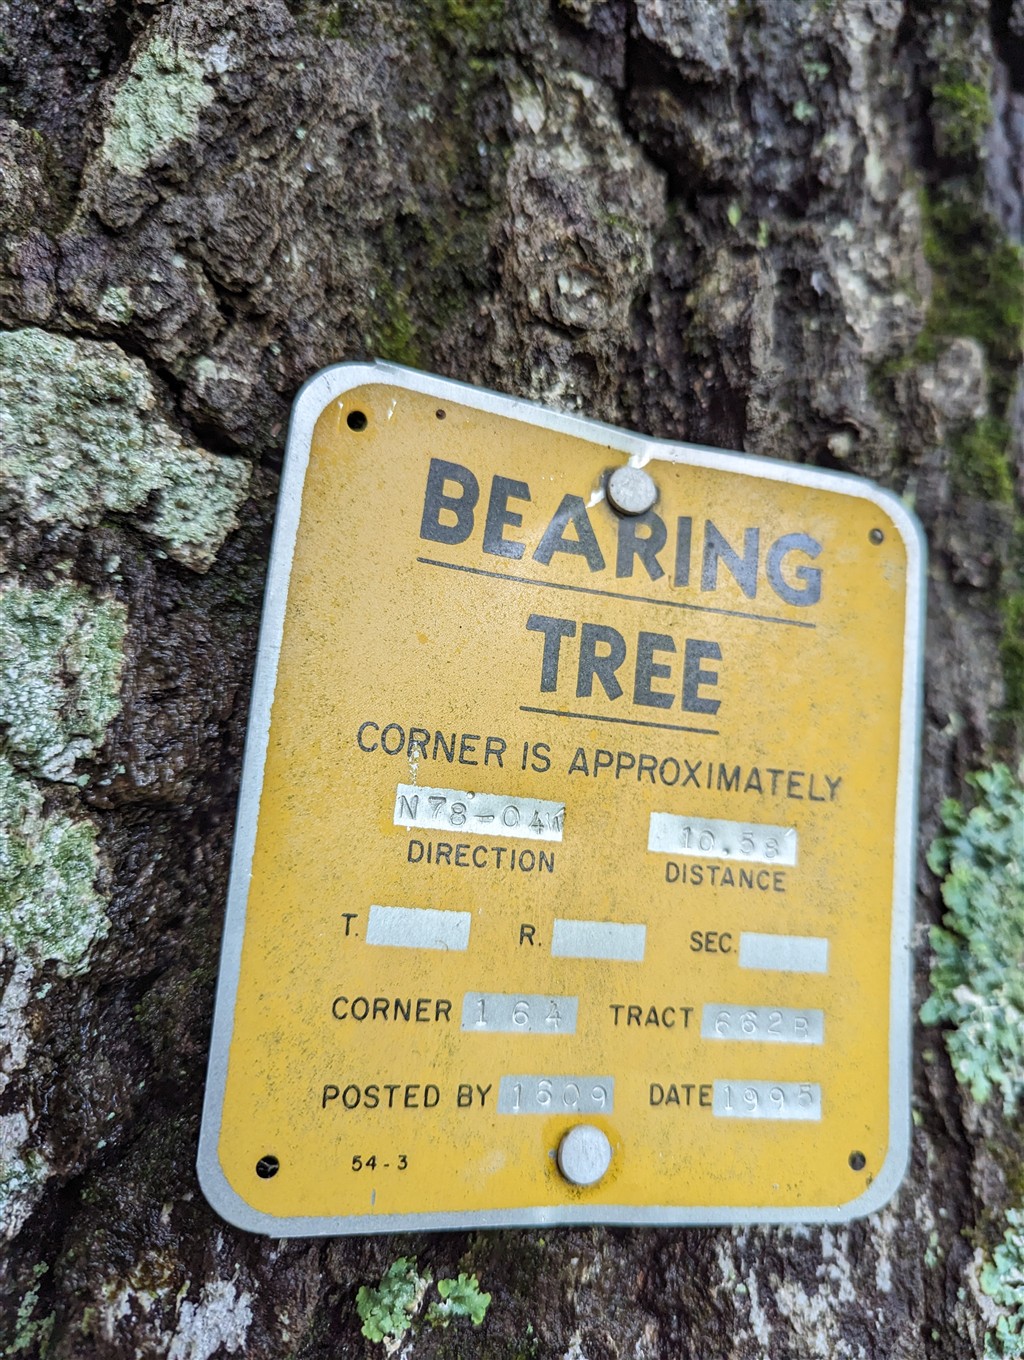 BEARING
TREE
CORNER IS APPROXIMATELY
N78-04W 10.58'
DIRECTION DISTANCE
T. R. SEC.
CORNER 164 TRACT 662R
POSTED BY 1609 DATE 1995
54-3